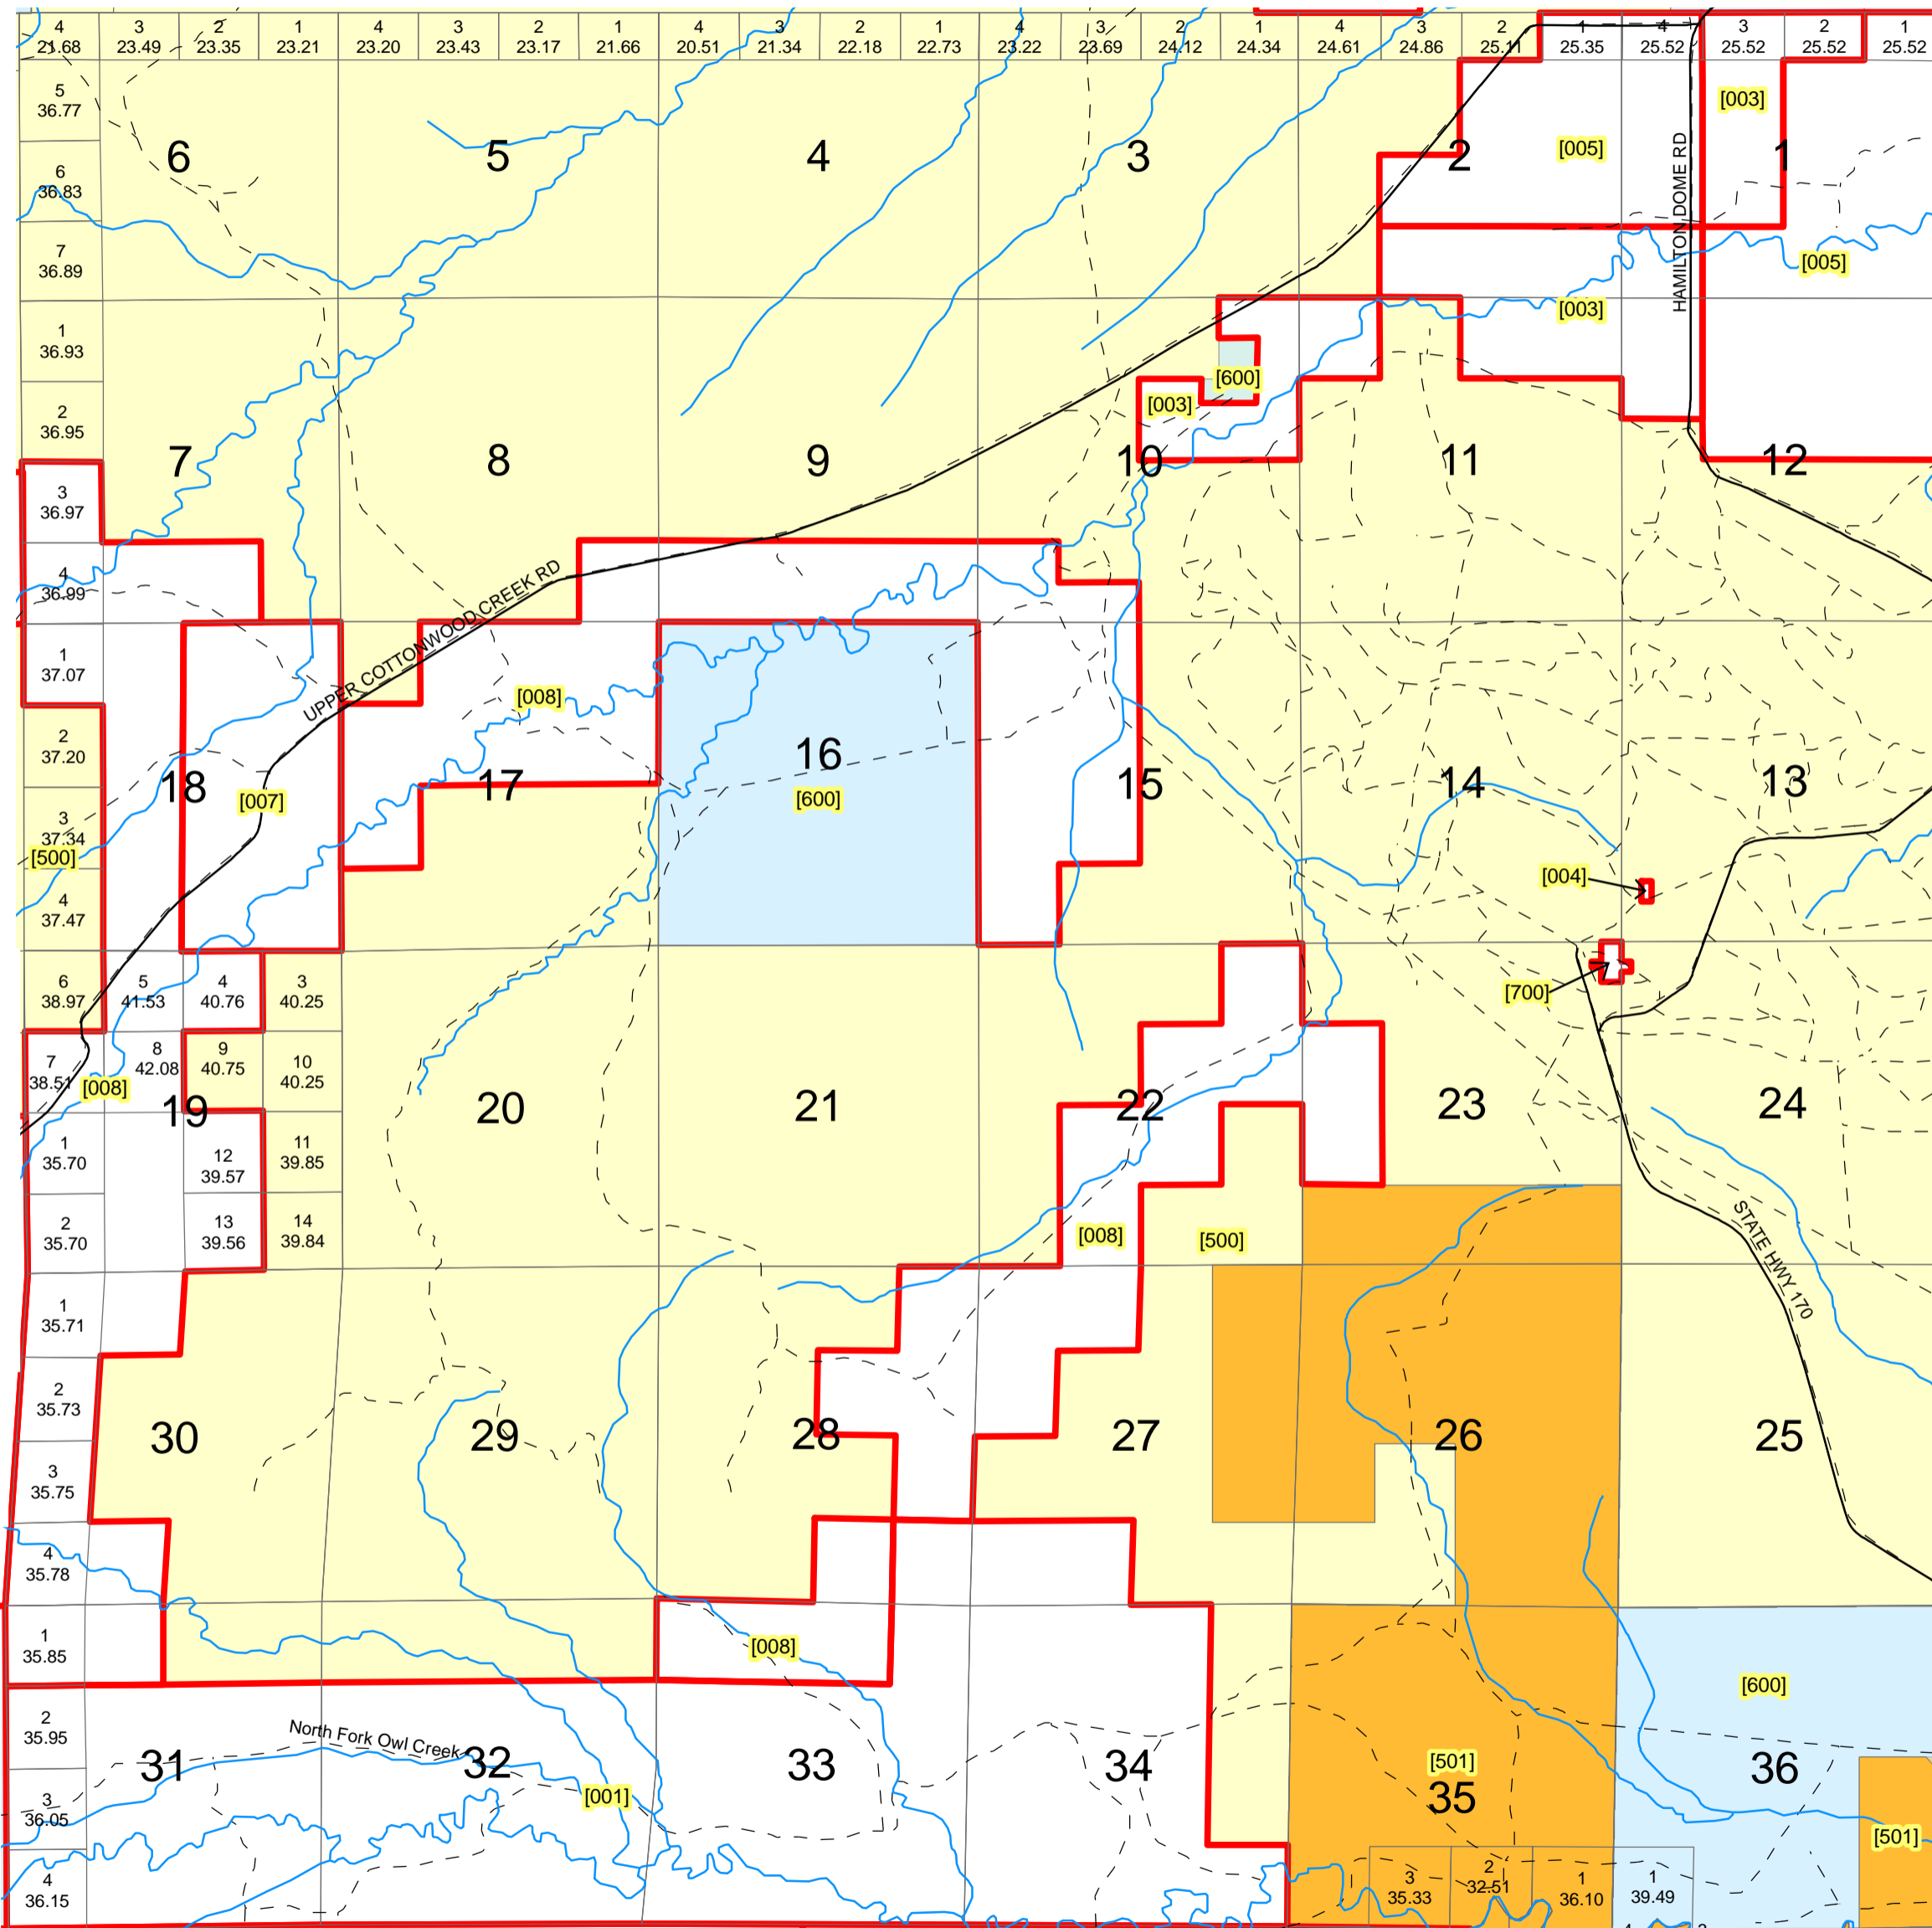 4 3 2 1 4 3 2 1 4 3 2 1 4 3 2 1 4 3 2 1 4 3 2 1
21.68 23.49 23.35 23.21 23.20 23.43 23.17 21.66 20.51 21.34 22.18 22.73 23.22 23.69 24.12 24.34 24.61 24.86 25.11 25.35 25.52 25.52 25.52 25.52
5
36.77
[003]
6 5 4 3 2 [005] 1
6
36.83
HAMILTON DOME RD
7
36.89
[005]
[003]
1
36.93
[600]
2
36.95
[003]
7 8 9 10 11 12
3
36.97
4
36.99
UPPER COTTONWOOD CREEK RD
1
37.07
[008]
2
37.20
16
18 17 15 14 13
[007] [600]
3
37.34
[500]
[004]
4
37.47
6 5 4 3
38.97 41.53 40.76 40.25
[700]
7 8 9 10
38.51 42.08 40.75 40.25
[008]
19 20 21 22 23 24
1 12 11
35.70 39.57 39.85
2 13 14
35.70 39.56 39.84
[008] [500]
STATE HWY 170
1
35.71
2
35.73
30 29 28 27 26 25
3
35.75
4
35.78
1
35.85
[008]
[600]
2
35.95
North Fork Owl Creek
31 32 33 34 [501] 36
35
[001]
3
36.05
[501]
4
36.15
3 2 1 1
35.33 32.51 36.10 39.49